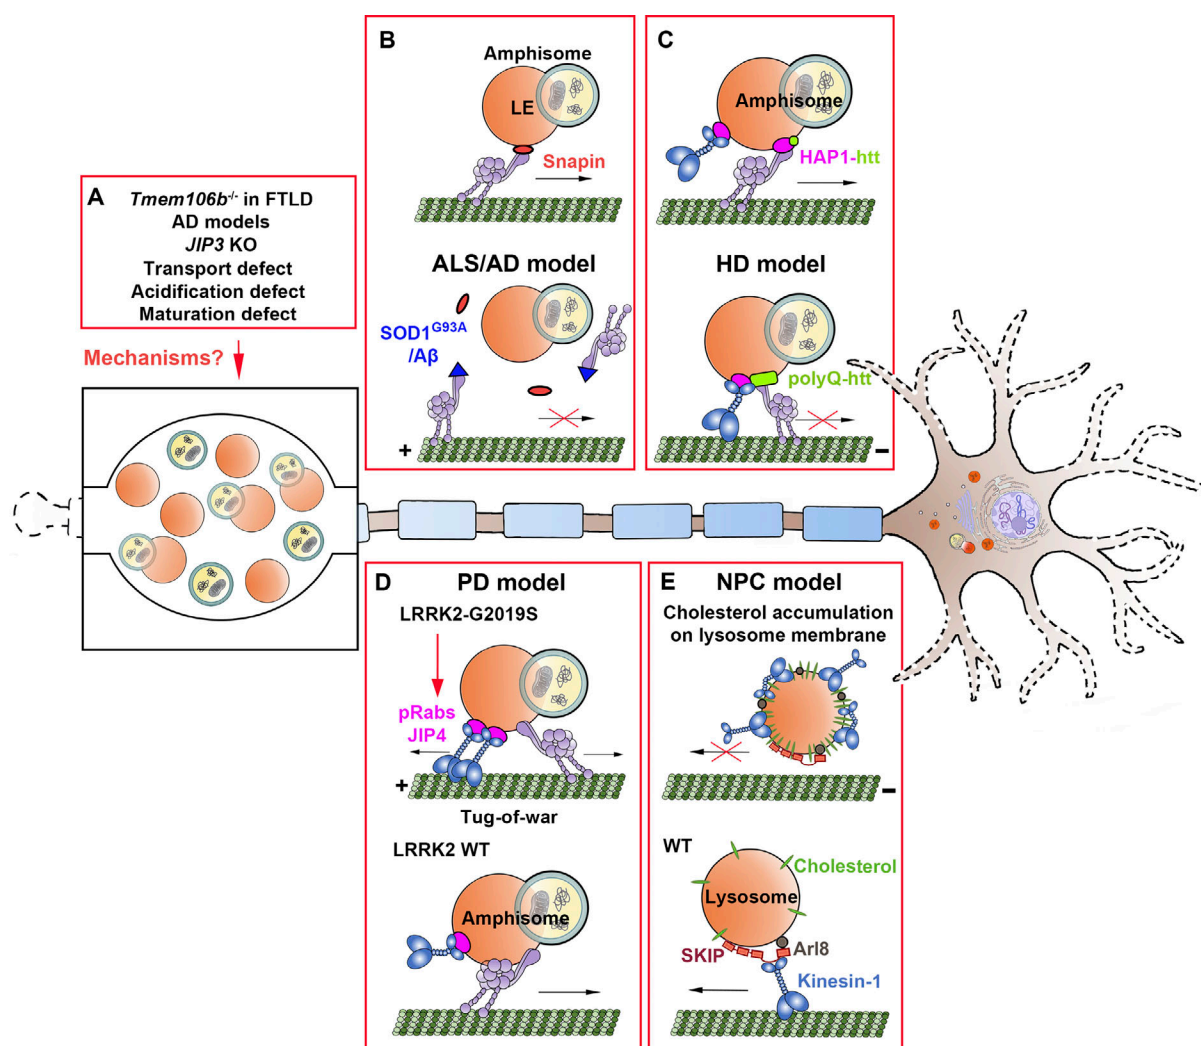 A
Tmem106b-/- in FTLD
AD models
JIP3 KO
Transport defect
Acidification defect
Maturation defect
Mechanisms?
B
Amphisome
LE
Snapin
ALS/AD model
SOD1G93A
/Aβ
+
C
Amphisome
HAP1-htt
HD model
polyQ-htt
–
D
PD model
LRRK2-G2019S
pRabs
JIP4
+
Tug-of-war
LRRK2 WT
Amphisome
E
NPC model
Cholesterol accumulation
on lysosome membrane
–
WT
Cholesterol
Lysosome
SKIP
Arl8
Kinesin-1